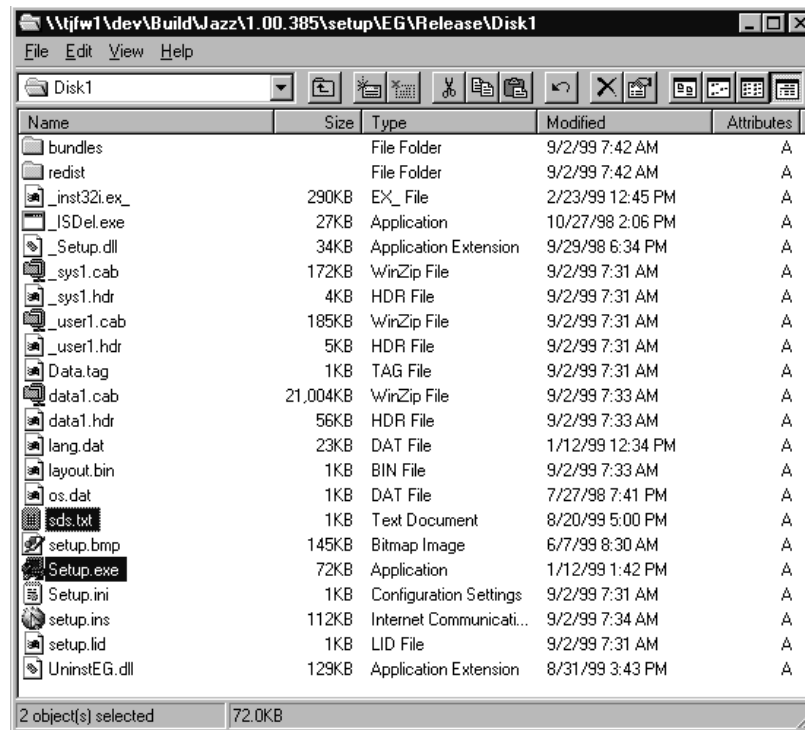 \\tjfw1\dev\Build\Jazz\1.00.385\setup\EG\Release\Disk1
File Edit View Help
Disk1
Name Size Type Modified Attributes
bundles File Folder 9/2/99 7:42 AM A
redist File Folder 9/2/99 7:42 AM A
_inst32i.ex_ 290KB EX_ File 2/23/99 12:45 PM A
_ISDel.exe 27KB Application 10/27/98 2:06 PM A
_Setup.dll 34KB Application Extension 9/29/98 6:34 PM A
_sys1.cab 172KB WinZip File 9/2/99 7:31 AM A
_sys1.hdr 4KB HDR File 9/2/99 7:31 AM A
_user1.cab 185KB WinZip File 9/2/99 7:31 AM A
_user1.hdr 5KB HDR File 9/2/99 7:31 AM A
Data.tag 1KB TAG File 9/2/99 7:31 AM A
data1.cab 21,004KB WinZip File 9/2/99 7:33 AM A
data1.hdr 56KB HDR File 9/2/99 7:33 AM A
lang.dat 23KB DAT File 1/12/99 12:34 PM A
layout.bin 1KB BIN File 9/2/99 7:33 AM A
os.dat 1KB DAT File 7/27/98 7:41 PM A
sds.txt 1KB Text Document 8/20/99 5:00 PM A
setup.bmp 145KB Bitmap Image 6/7/99 8:30 AM A
Setup.exe 72KB Application 1/12/99 1:42 PM A
Setup.ini 1KB Configuration Settings 9/2/99 7:31 AM A
setup.ins 112KB Internet Communicati... 9/2/99 7:34 AM A
setup.lid 1KB LID File 9/2/99 7:31 AM A
UninstEG.dll 129KB Application Extension 8/31/99 3:43 PM A
2 object(s) selected 72.0KB